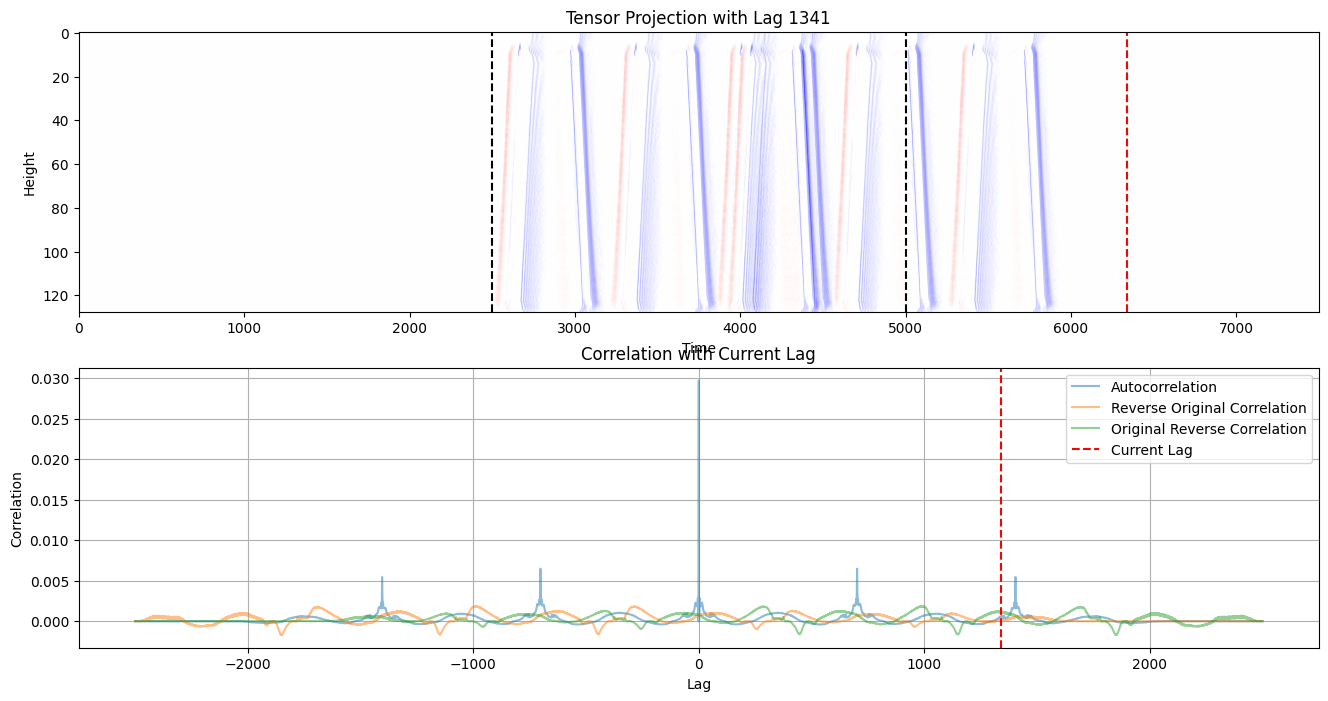 Tensor Projection with Lag 1341
Height
0
20
40
60
80
100
120
0 1000 2000 3000 4000 5000 6000 7000
Time
Correlation with Current Lag
Correlation
0.030
0.025
0.020
0.015
0.010
0.005
0.000
Autocorrelation
Reverse Original Correlation
Original Reverse Correlation
Current Lag
−2000 −1000 0 1000 2000
Lag